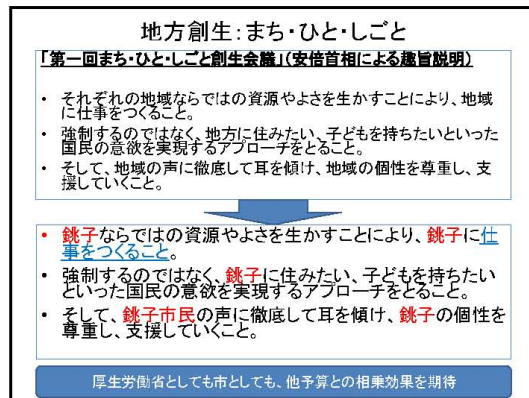 地方創生:まち・ひと・しごと
「第一回まち・ひと・しごと創生会議」(安倍首相による趣旨説明)
• それぞれの地域ならではの資源やよさを生かすことにより、地域
に仕事をつくること。
• 強制するのではなく、地方に住みたい、子どもを持ちたいといった
国民の意欲を実現するアプローチをとること。
• そして、地域の声に徹底して耳を傾け、地域の個性を尊重し、支
援していくこと。
• 銚子ならではの資源やよさを生かすことにより、銚子に仕
事をつくること。
• 強制するのではなく、銚子に住みたい、子どもを持ちたい
といった国民の意欲を実現するアプローチをとること。
• そして、銚子市民の声に徹底して耳を傾け、銚子の個性を
尊重し、支援していくこと。
厚生労働省としても市としても、他予算との相乗効果を期待